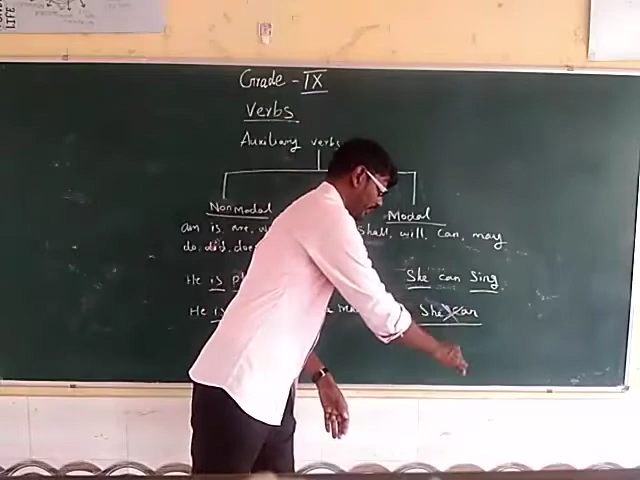 Grade - IX
Verbs
Auxiliary verbs
Non Modal
Modal
am is, are,
shall, will, Can, may
do, did, does
He is
She can Sing
He is
She can